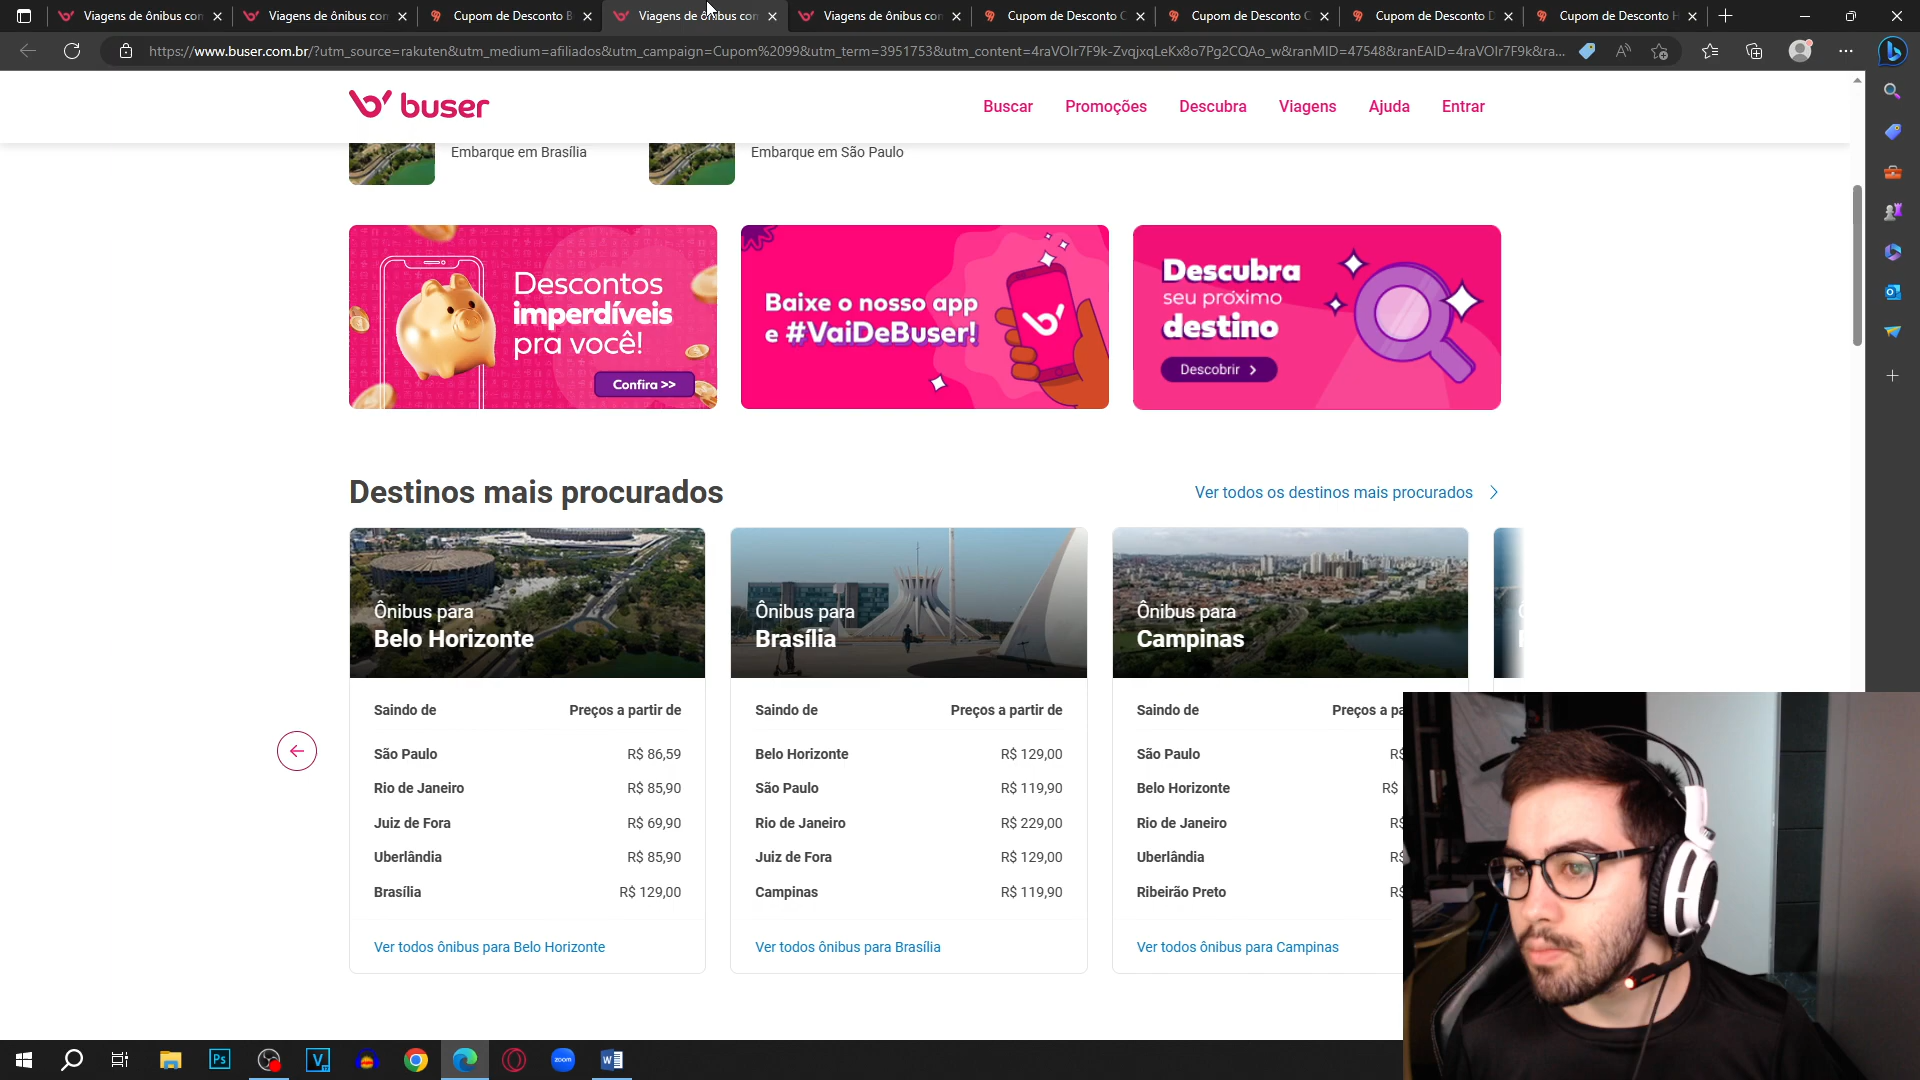 Viagens de ônibus con
Viagens de ônibus con
Cupom de Desconto B
Viagens de ônibus con
Viagens de ônibus con
Cupom de Desconto C
Cupom de Desconto C
Cupom de Desconto D
Cupom de Desconto H
https://www.buser.com.br/?utm_source=rakuten&utm_medium=afiliados&utm_campaign=Cupom%2099&utm_term=3951753&utm_content=4raVOIr7F9k-ZvqjxqLeKx8o7Pg2CQAo_w&ranMID=47548&ranEAID=4raVOIr7F9k&ra...
buser
Buscar
Promoções
Descubra
Viagens
Ajuda
Entrar
Embarque em Brasília
Embarque em São Paulo
Descontos
imperdíveis
pra você!
Confira >>
Baixe o nosso app
e #VaiDeBuser!
Descubra
seu próximo
destino
Descobrir
Destinos mais procurados
Ver todos os destinos mais procurados
Ônibus para
Belo Horizonte
Saindo de Preços a partir de
São Paulo R$ 86,59
Rio de Janeiro R$ 85,90
Juiz de Fora R$ 69,90
Uberlândia R$ 85,90
Brasília R$ 129,00
Ver todos ônibus para Belo Horizonte
Ônibus para
Brasília
Saindo de Preços a partir de
Belo Horizonte R$ 129,00
São Paulo R$ 119,90
Rio de Janeiro R$ 229,00
Juiz de Fora R$ 129,00
Campinas R$ 119,90
Ver todos ônibus para Brasília
Ônibus para
Campinas
Saindo de Preços a pa
São Paulo R$
Belo Horizonte R$
Rio de Janeiro R$
Uberlândia R$
Ribeirão Preto R$
Ver todos ônibus para Campinas
Ps
V
zoom
W